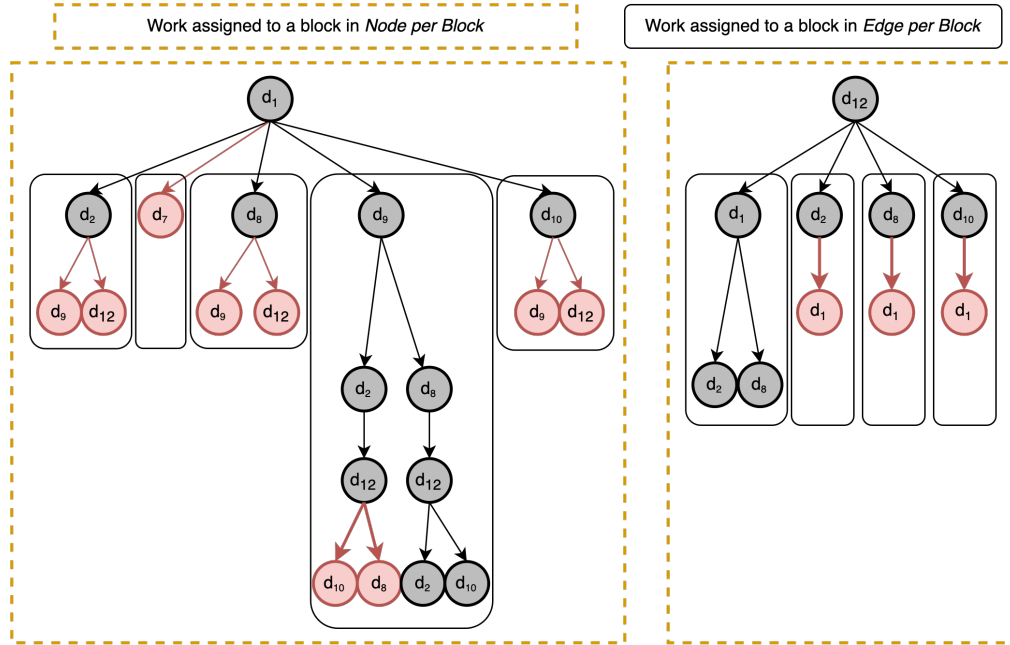 Work assigned to a block in Node per Block
Work assigned to a block in Edge per Block
d₁
d₁₂
d₂
d₇
d₈
d₉
d₁₀
d₁
d₂
d₈
d₁₀
d₉
d₁₂
d₉
d₁₂
d₉
d₁₂
d₁
d₁
d₁
d₂
d₈
d₂
d₈
d₁₂
d₁₂
d₁₀
d₈
d₂
d₁₀